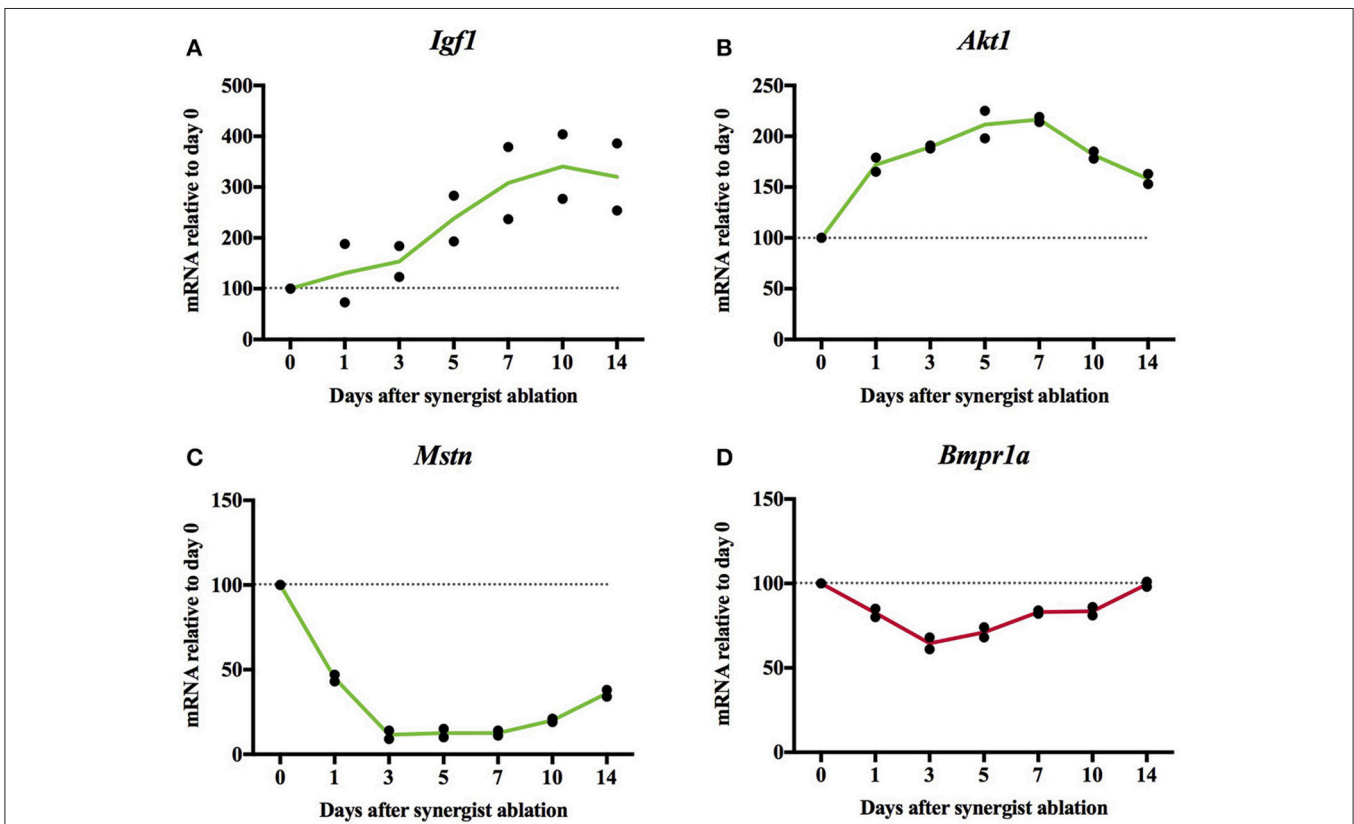 A
Igf1
mRNA relative to day 0
500
400
300
200
100
0
0 1 3 5 7 10 14
Days after synergist ablation
B
Akt1
mRNA relative to day 0
250
200
150
100
50
0
0 1 3 5 7 10 14
Days after synergist ablation
C
Mstn
mRNA relative to day 0
150
100
50
0
0 1 3 5 7 10 14
Days after synergist ablation
D
Bmpr1a
mRNA relative to day 0
150
100
50
0
0 1 3 5 7 10 14
Days after synergist ablation